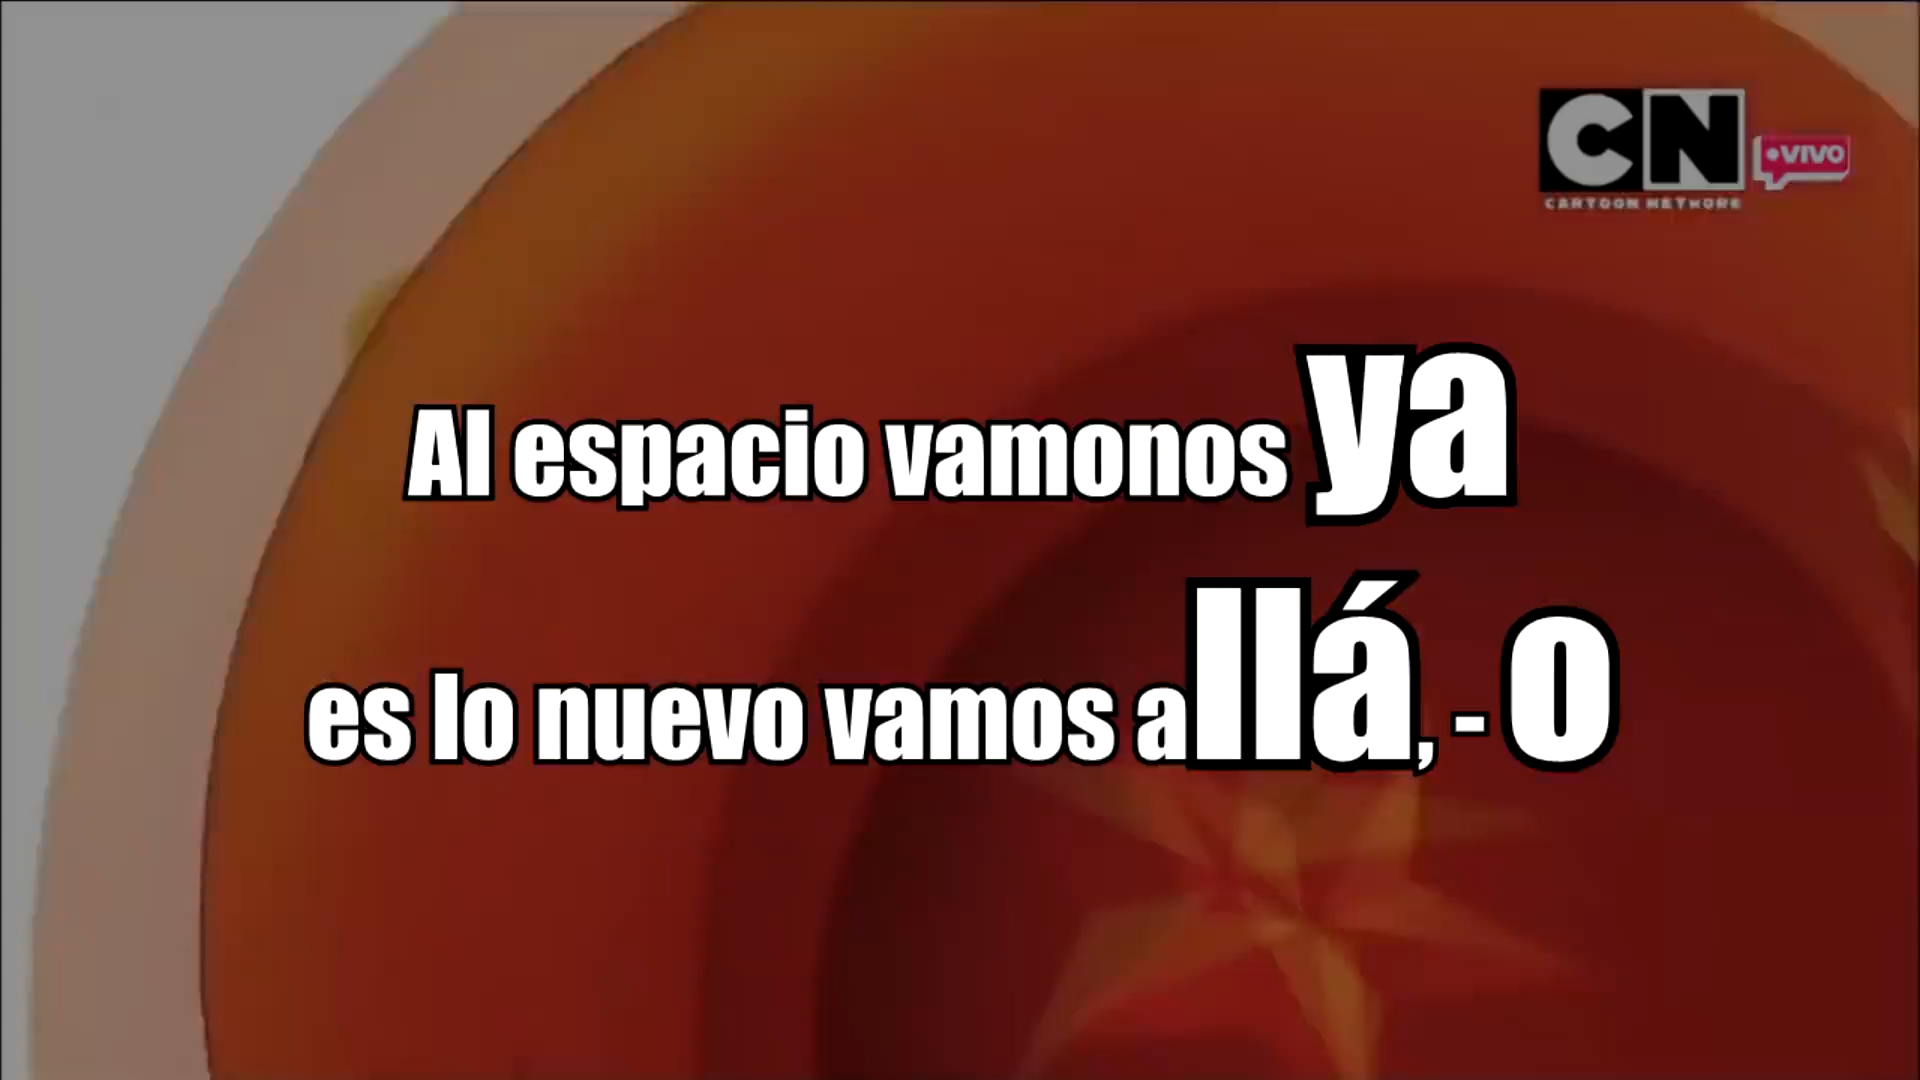 CN
•VIVO
CARTOON NETWORK
Al espacio vamonos ya
es lo nuevo vamos allá, - o